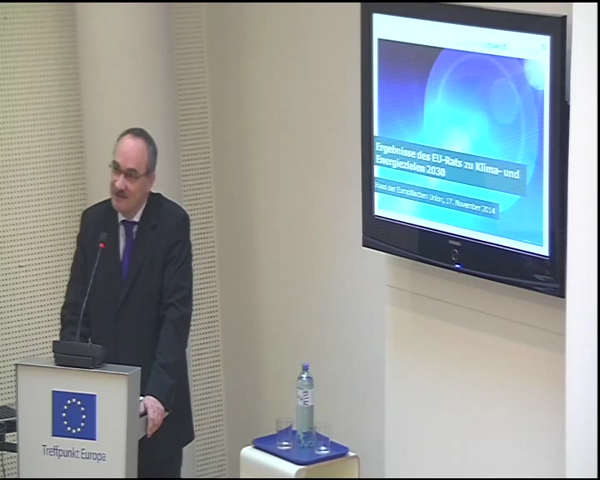 Ergebnisse des EU-Rats zu Klima- und
Energiezielen 2030
Haus der Europäischen Union, 17. November 2014
Treffpunkt Europa